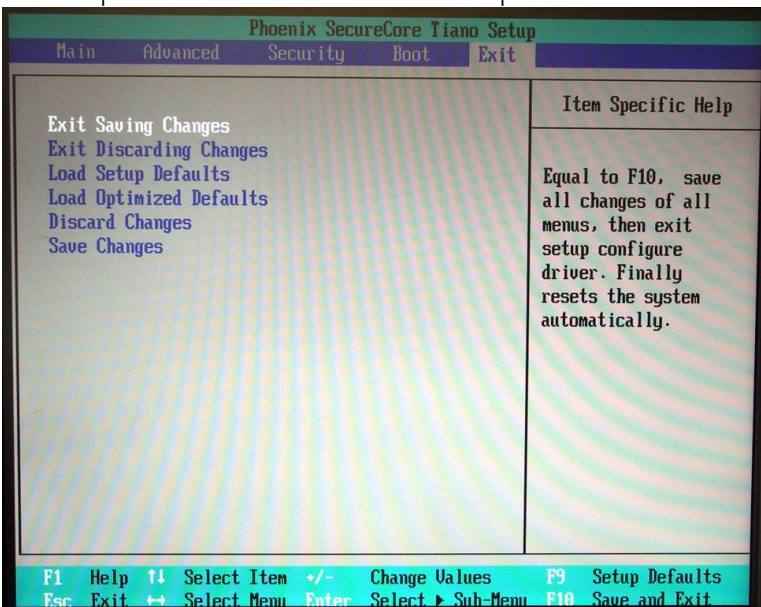 Phoenix SecureCore Tiano Setup
Main Advanced Security Boot Exit
Item Specific Help
Exit Saving Changes
Exit Discarding Changes
Load Setup Defaults
Load Optimized Defaults
Discard Changes
Save Changes
Equal to F10, save
all changes of all
menus, then exit
setup configure
driver. Finally
resets the system
automatically.
F1 Help ↑↓ Select Item +/- Change Values F9 Setup Defaults
Esc Exit ↔ Select Menu Enter Select ▶ Sub-Menu F10 Save and Exit